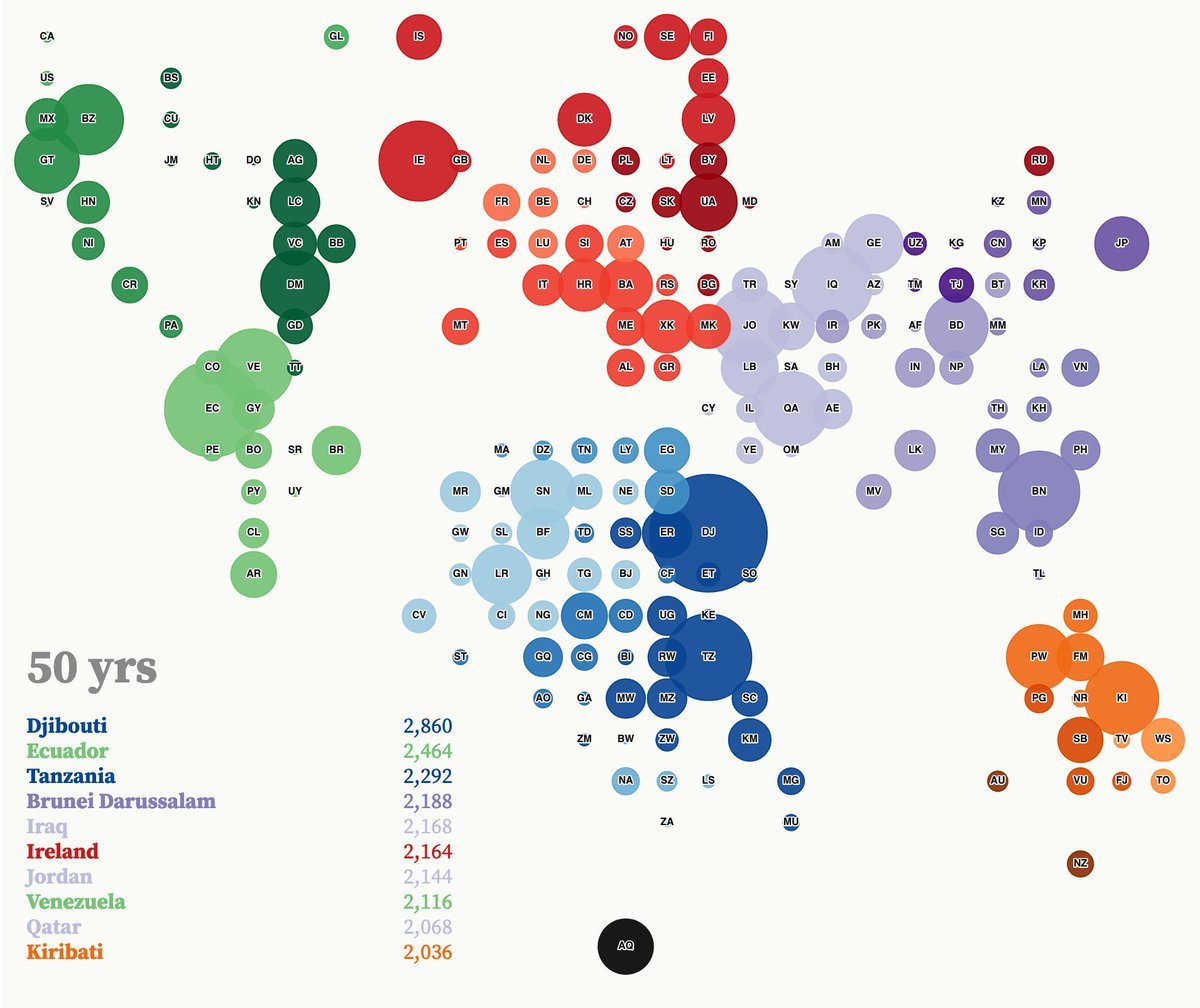 CA GL IS NO SE FI
US BS EE
MX BZ CU DK LV
GT JM HT DO AG IE GB NL DE PL LT BY RU
SV HN KN LC FR BE CH CZ SK UA MD KZ MN
NI VC BB PT ES LU SI AT HU RO AM GE UZ KG CN KP JP
CR DM IT HR BA RS BG TR SY IQ AZ TM TJ BT KR
PA GD MT ME XK MK JO KW IR PK AF BD MM
CO VE TT AL GR LB SA BH IN NP LA VN
EC GY CY IL QA AE TH KH
PE BO SR BR MA DZ TN LY EG YE OM LK MY PH
PY UY MR GM SN ML NE SD MV BN
CL GW SL BF TD SS ER DJ SG ID
AR GN LR GH TG BJ CF ET SO TL
CV CI NG CM CD UG KE MH
ST GQ CG BI RW TZ PW FM
50 yrs
AO GA MW MZ SC PG NR KI
Djibouti 2,860
ZM BW ZW KM SB TV WS
Ecuador 2,464
Tanzania 2,292
NA SZ LS MG AU VU FJ TO
Brunei Darussalam 2,188
Iraq 2,168
ZA MU
Ireland 2,164
NZ
Jordan 2,144
Venezuela 2,116
Qatar 2,068
AQ
Kiribati 2,036